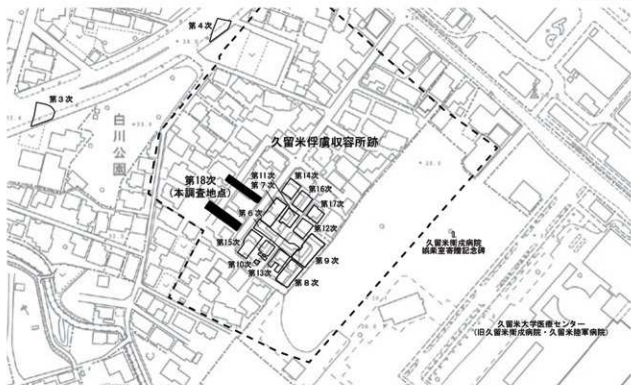 第4次
第3次
白川公園
久留米俘虜収容所跡
第18次
(本調査地点)
第11次
第7次
第14次
第16次
第6次
第17次
第12次
第15次
第10次
第13次
第9次
第8次
久留米衛戍病院
娯楽室寄贈記念碑
久留米大学医療センター
(旧久留米衛戍病院・久留米陸軍病院)